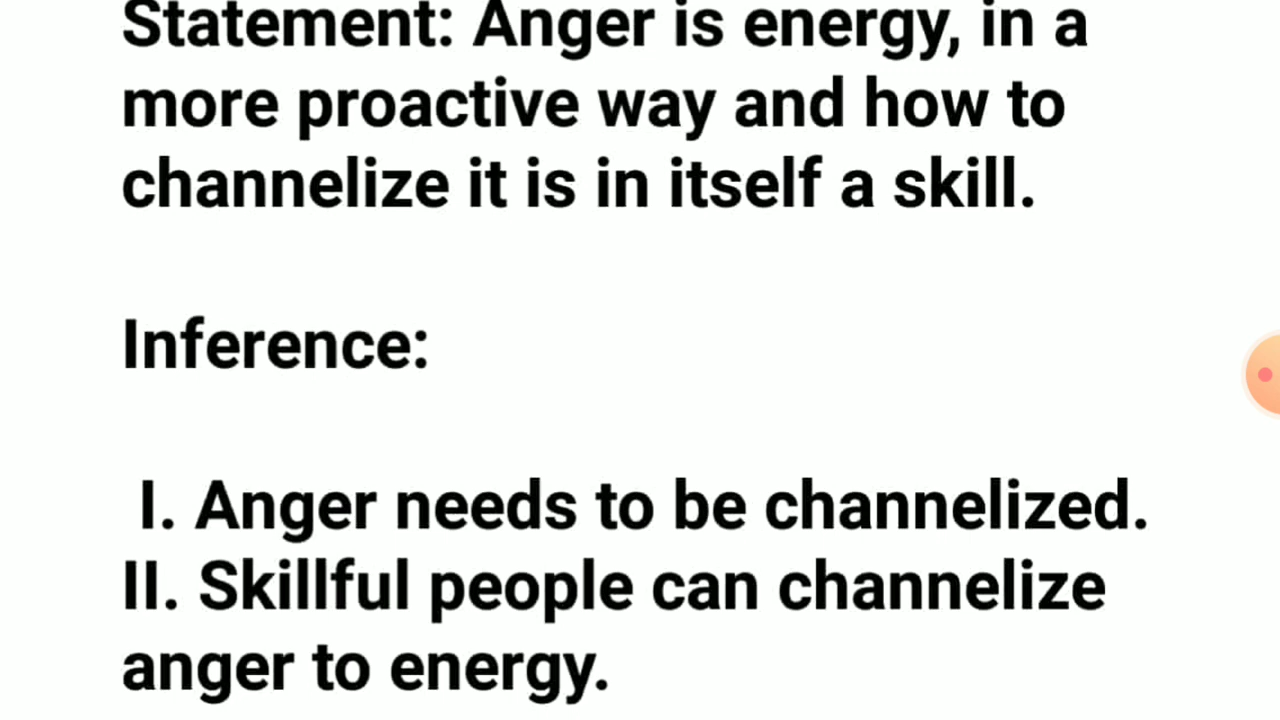 Statement: Anger is energy, in a
more proactive way and how to
channelize it is in itself a skill.
Inference:
I. Anger needs to be channelized.
II. Skillful people can channelize
anger to energy.